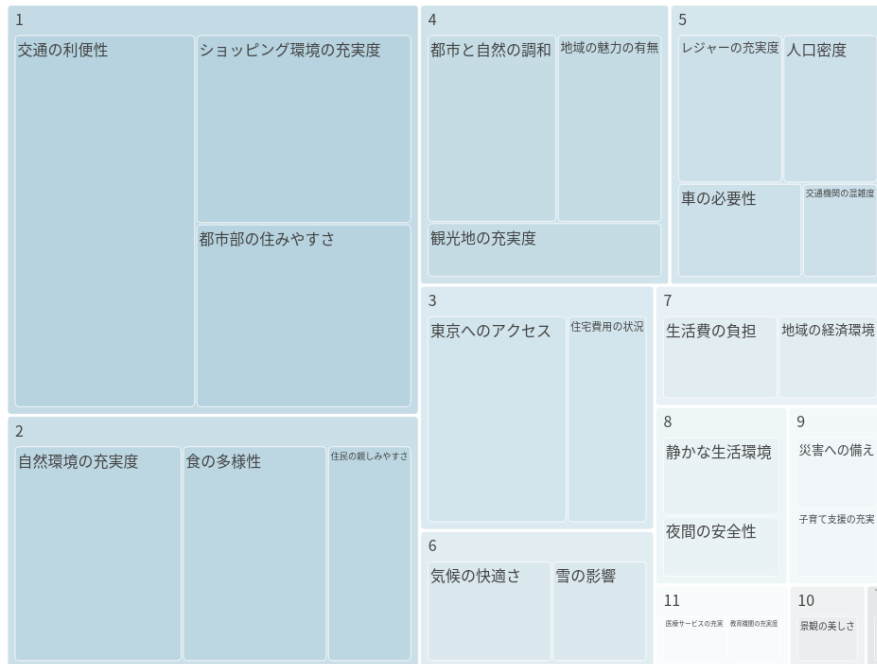 1
交通の利便性
ショッピング環境の充実度
都市部の住みやすさ
2
自然環境の充実度
食の多様性
住民の親しみやすさ
4
都市と自然の調和
地域の魅力の有無
観光地の充実度
5
レジャーの充実度
人口密度
車の必要性
交通機関の混雑度
3
東京へのアクセス
住宅費用の状況
6
気候の快適さ
雪の影響
7
生活費の負担
地域の経済環境
8
静かな生活環境
夜間の安全性
9
災害への備え
子育て支援の充実
11
医療サービスの充実
教育機関の充実度
10
景観の美しさ